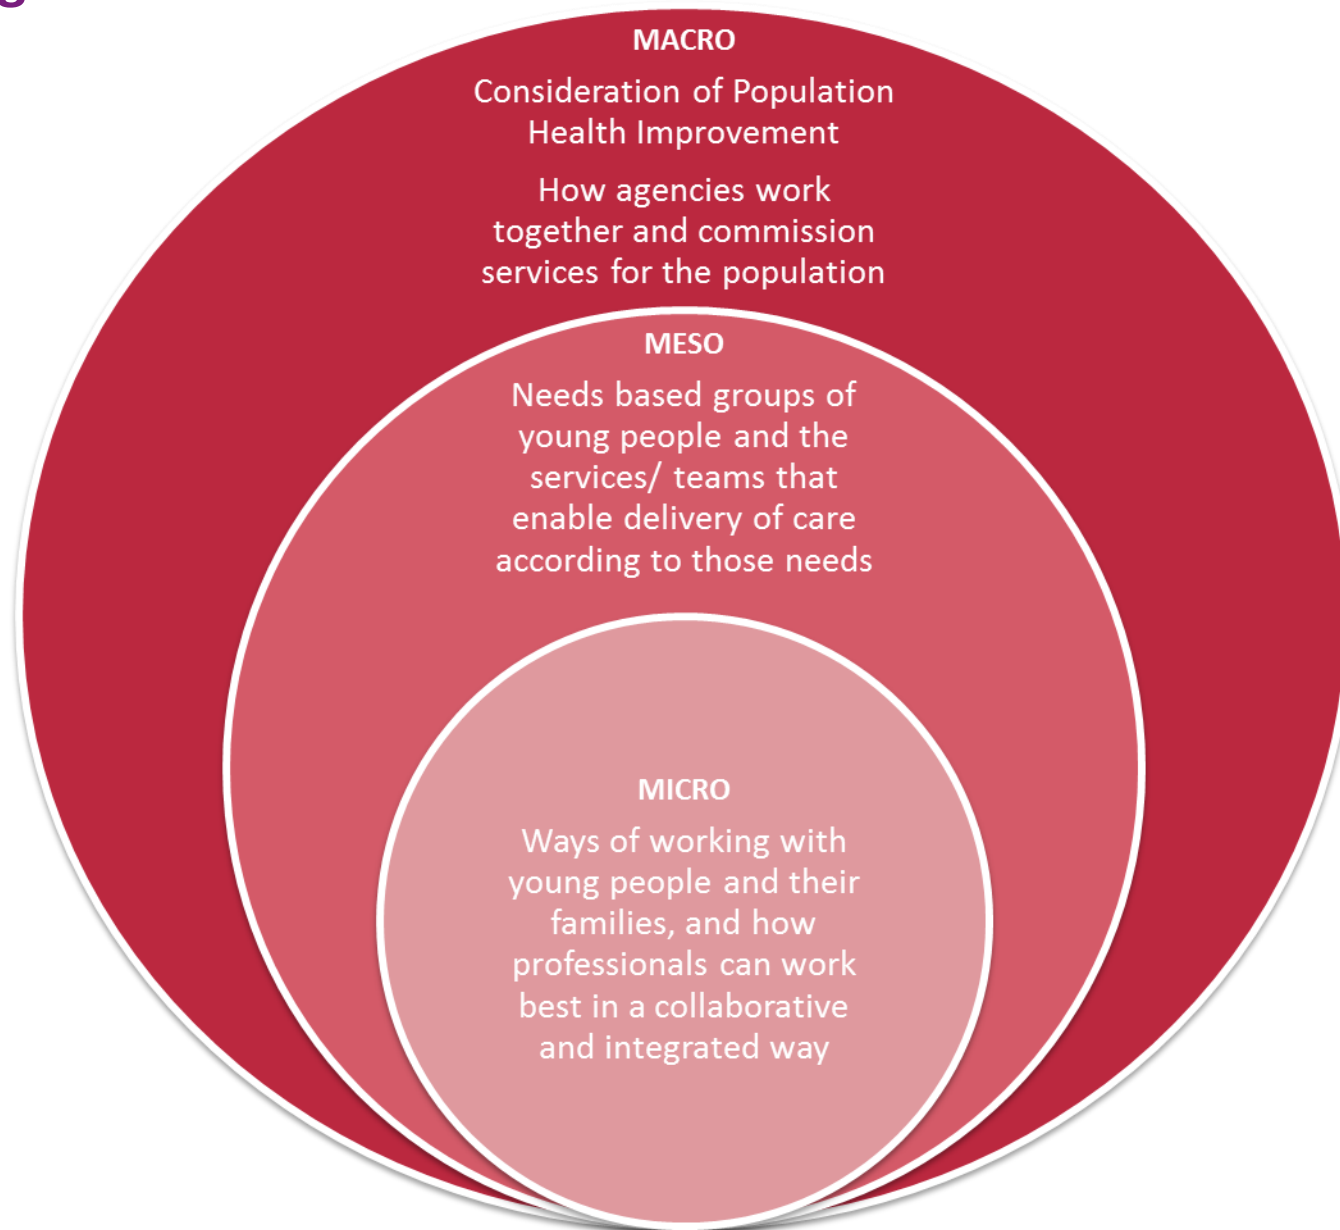 MACRO
Consideration of Population
Health Improvement
How agencies work
together and commission
services for the population
MESO
Needs based groups of
young people and the
services/ teams that
enable delivery of care
according to those needs
MICRO
Ways of working with
young people and their
families, and how
professionals can work
best in a collaborative
and integrated way